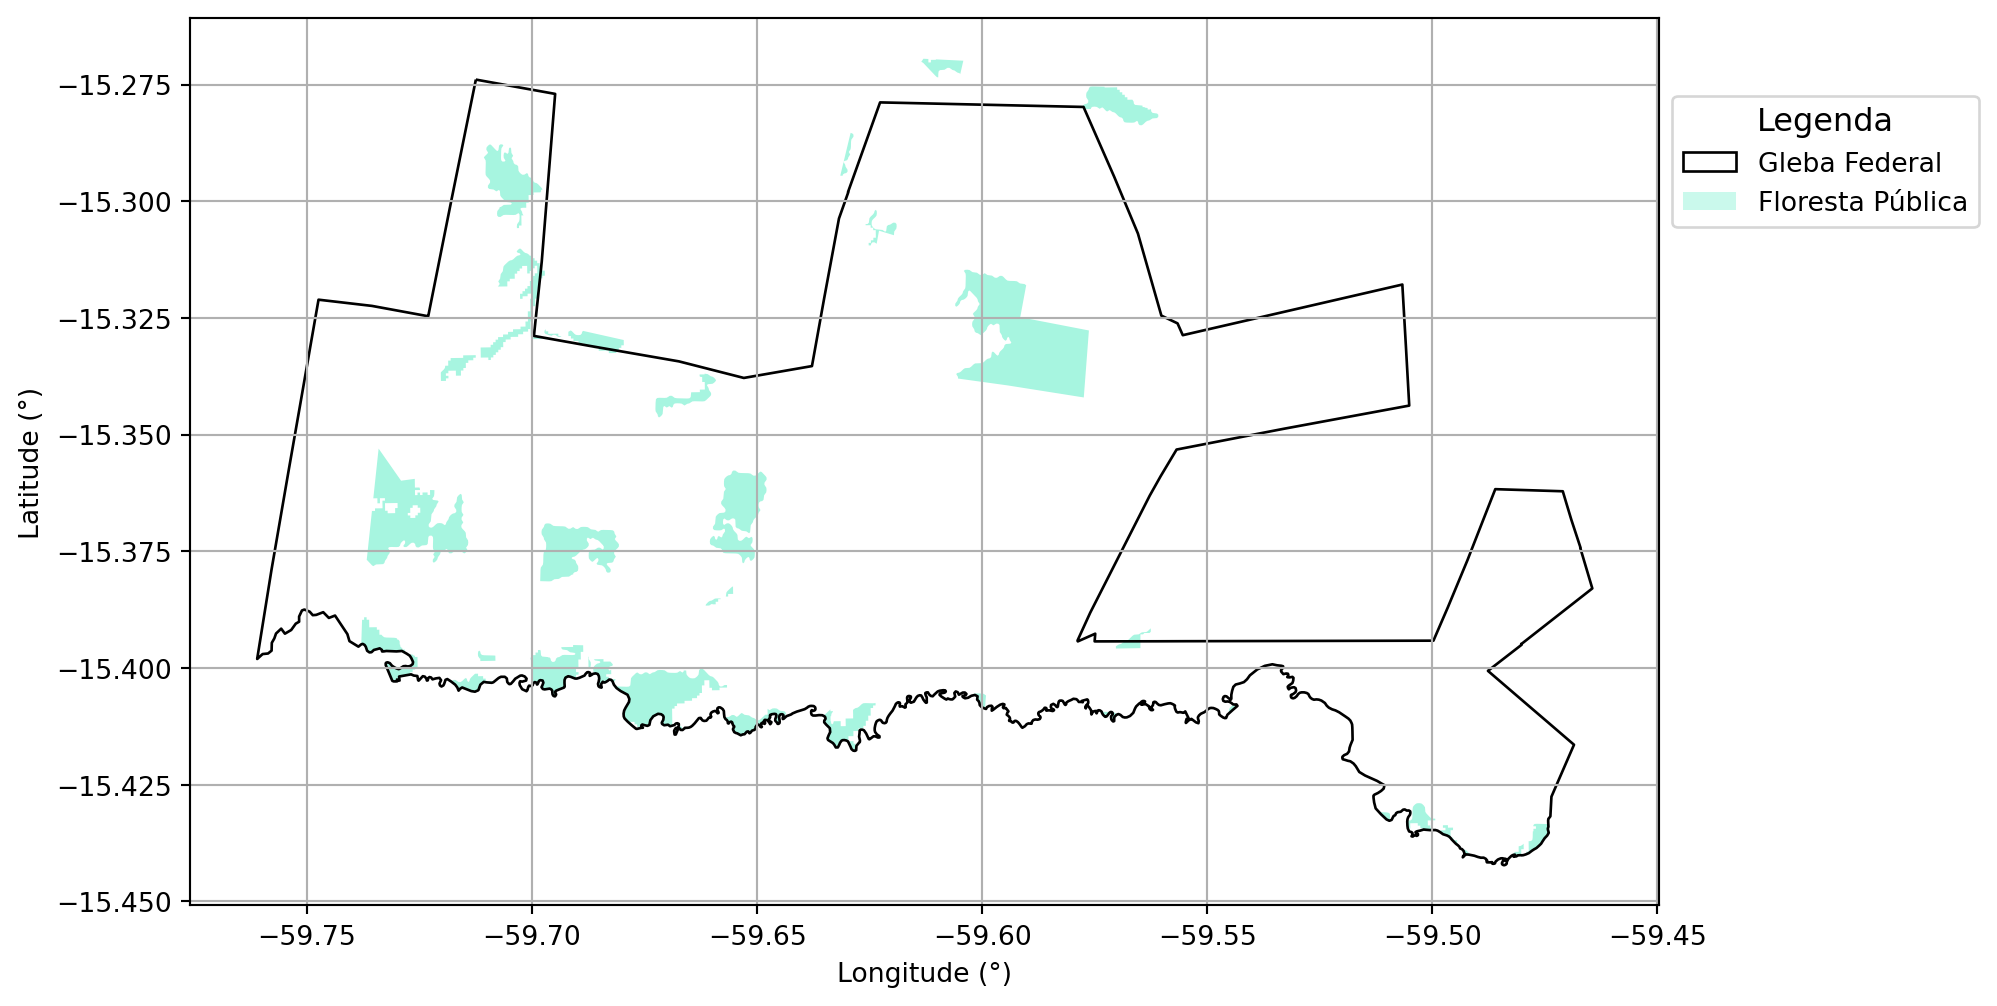 Legenda
Gleba Federal
Floresta Pública
Latitude (°)
−15.275
−15.300
−15.325
−15.350
−15.375
−15.400
−15.425
−15.450
−59.75 −59.70 −59.65 −59.60 −59.55 −59.50 −59.45
Longitude (°)